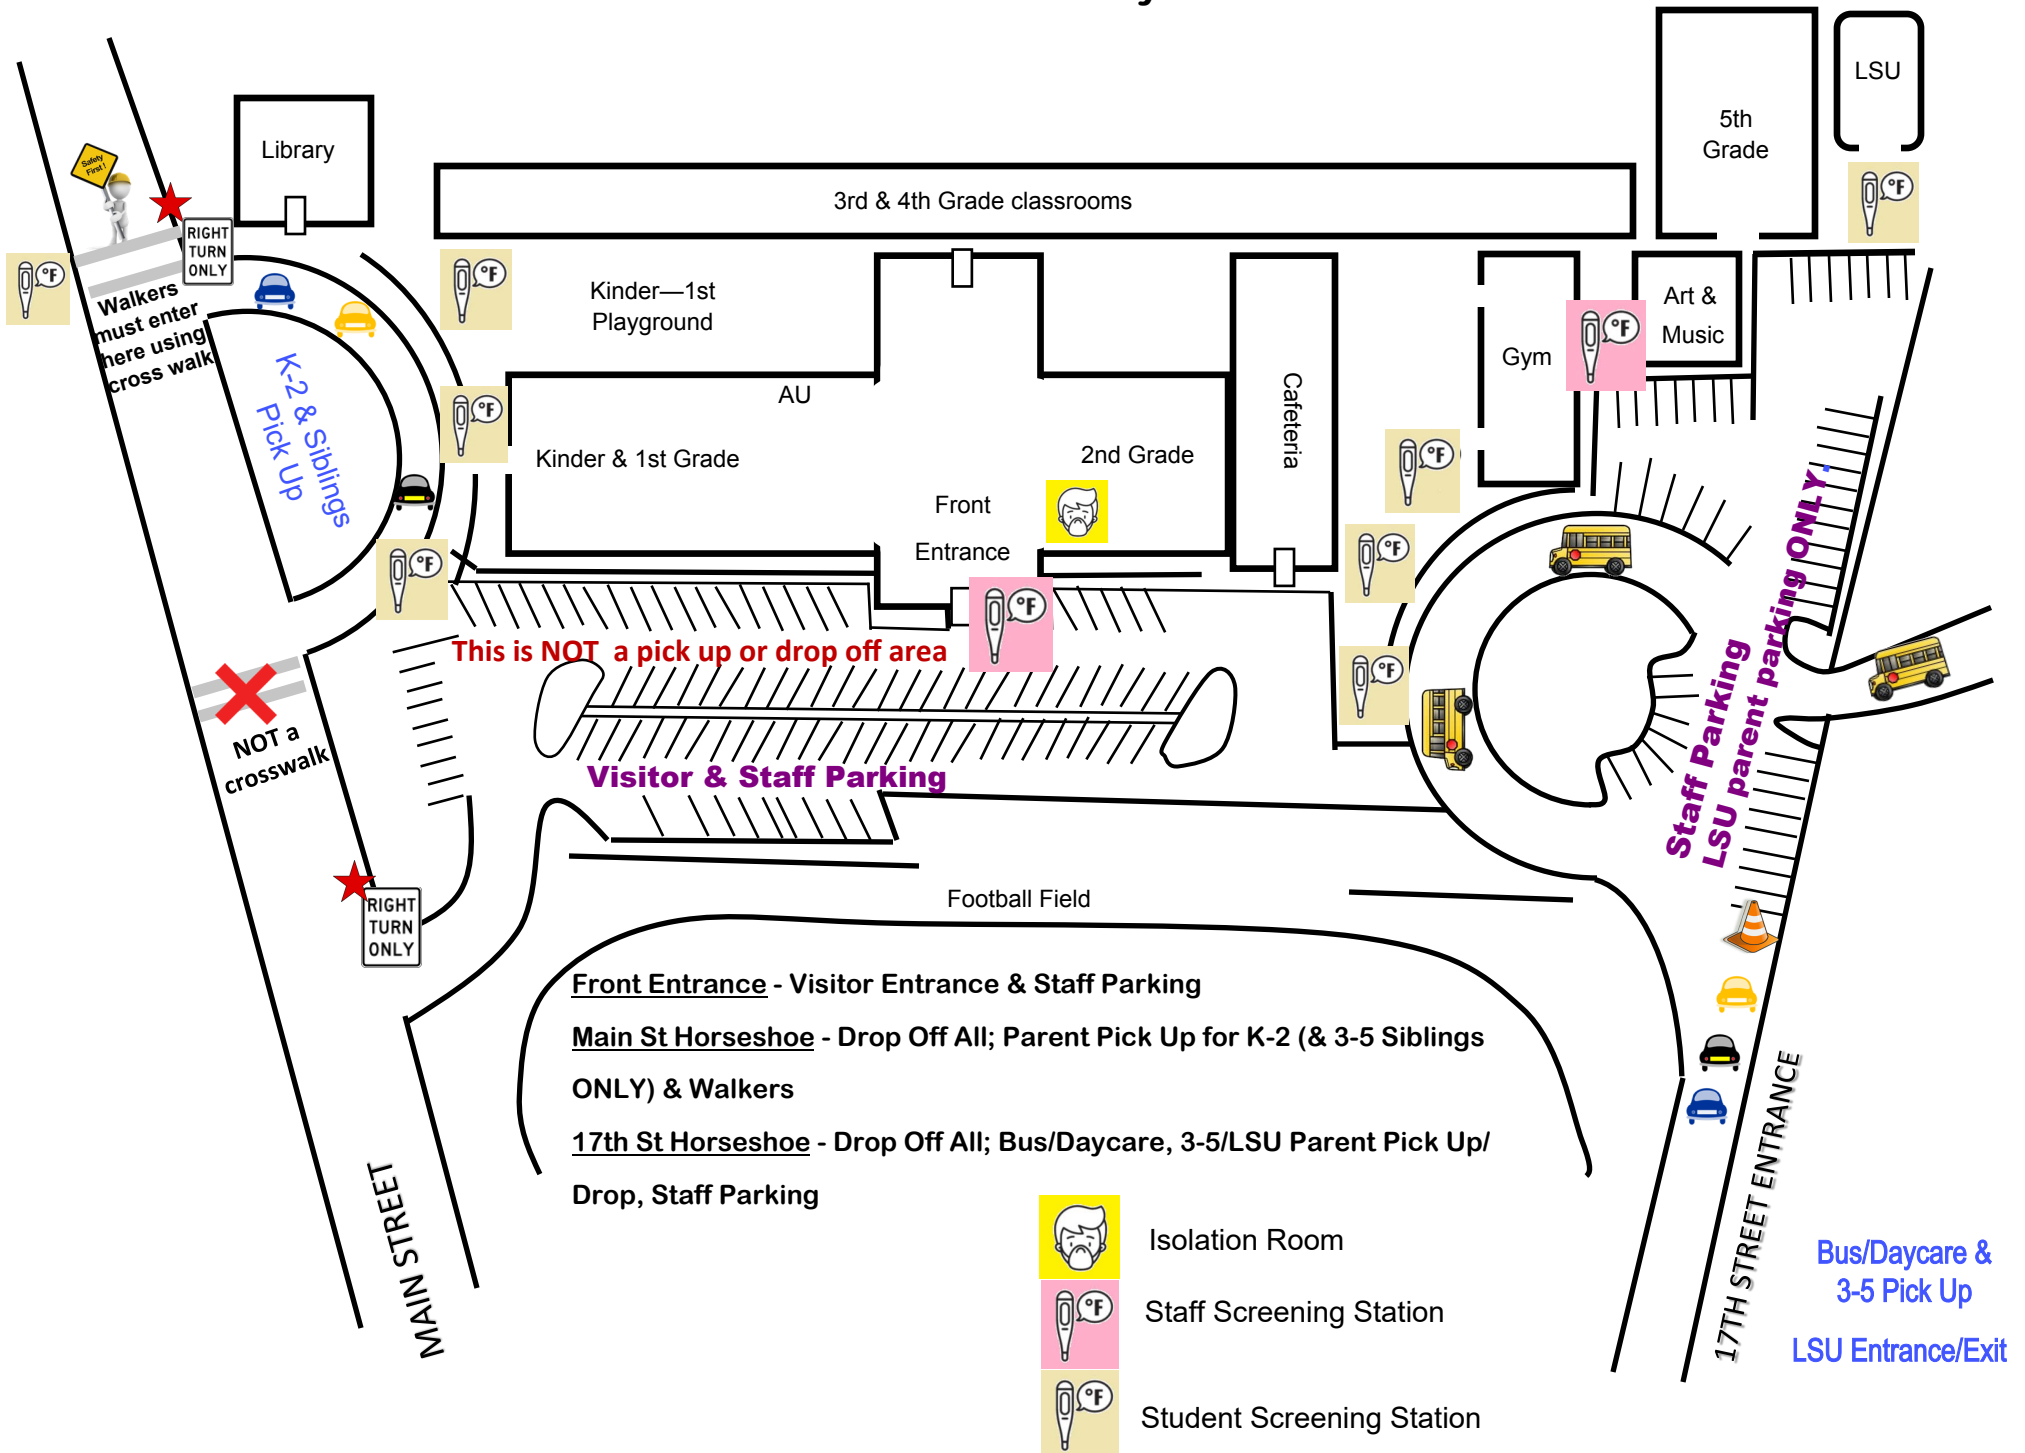 Library
LSU
5th
Grade
3rd & 4th Grade classrooms
Safety
First !
RIGHT
TURN
ONLY
°F
°F
°F
Walkers
must enter
here using
cross walk
Kinder—1st
Playground
Art &
Music
°F
Gym
K-2 & Siblings
Pick Up
AU
Cafeteria
°F
Kinder & 1st Grade
2nd Grade
°F
Front
Entrance
°F
°F
°F
This is NOT a pick up or drop off area
°F
Staff Parking
LSU parent parking ONLY.
NOT a
crosswalk
Visitor & Staff Parking
RIGHT
TURN
ONLY
Football Field
Front Entrance - Visitor Entrance & Staff Parking
Main St Horseshoe - Drop Off All; Parent Pick Up for K-2 (& 3-5 Siblings
ONLY) & Walkers
17th St Horseshoe - Drop Off All; Bus/Daycare, 3-5/LSU Parent Pick Up/
Drop, Staff Parking
MAIN STREET
17TH STREET ENTRANCE
Isolation Room
°F
Staff Screening Station
°F
Student Screening Station
Bus/Daycare &
3-5 Pick Up
LSU Entrance/Exit